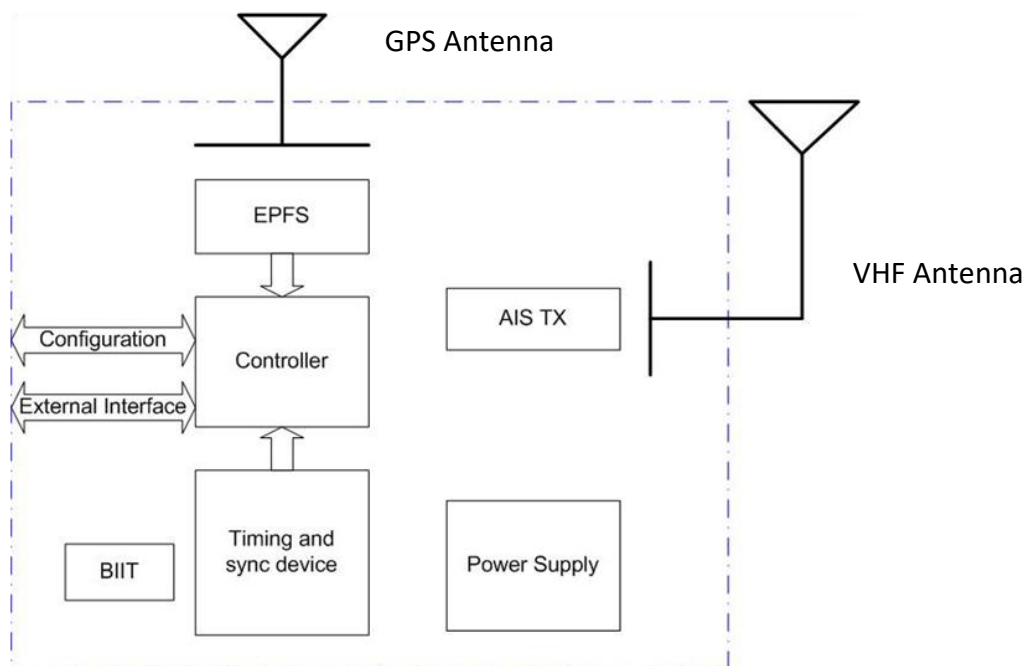 GPS Antenna
VHF Antenna
EPFS
AIS TX
Configuration
Controller
External Interface
Timing and
sync device
BIIT
Power Supply